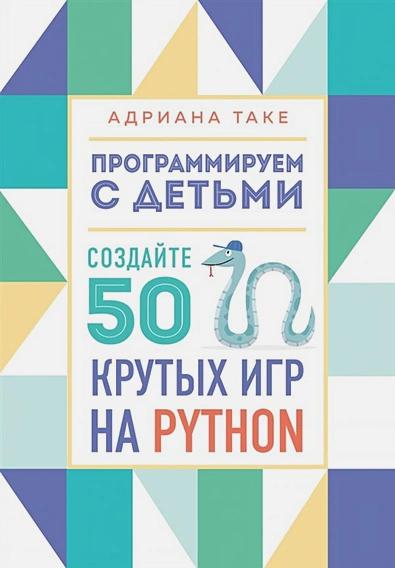 АДРИАНА ТАКЕ
ПРОГРАММИРУЕМ
С ДЕТЬМИ
СОЗДАЙТЕ
50
КРУТЫХ ИГР
НА PYTHON